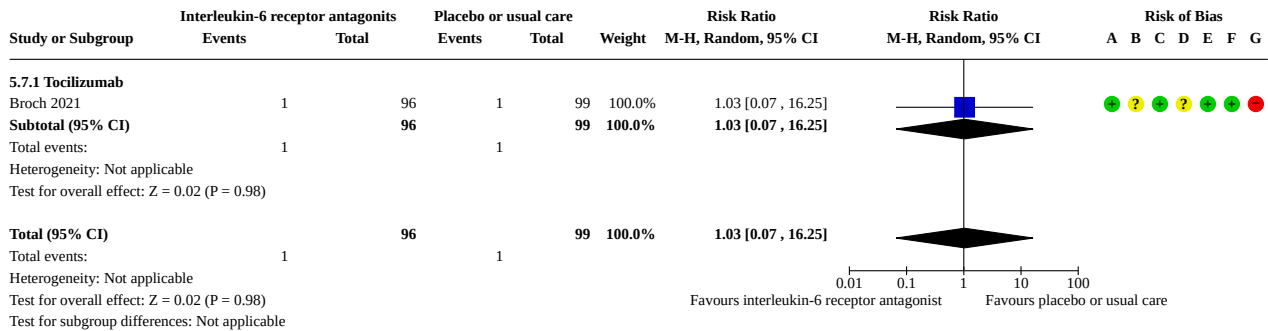 Interleukin-6 receptor antagonits Placebo or usual care Risk Ratio Risk Ratio Risk of Bias
Study or Subgroup Events Total Events Total Weight M-H, Random, 95% CI M-H, Random, 95% CI A B C D E F G
5.7.1 Tocilizumab
Broch 2021 1 96 1 99 100.0% 1.03 [0.07 , 16.25] + ? + ? + + −
Subtotal (95% CI) 96 99 100.0% 1.03 [0.07 , 16.25]
Total events: 1 1
Heterogeneity: Not applicable
Test for overall effect: Z = 0.02 (P = 0.98)
Total (95% CI) 96 99 100.0% 1.03 [0.07 , 16.25]
Total events: 1 1
Heterogeneity: Not applicable
0.01 0.1 1 10 100
Test for overall effect: Z = 0.02 (P = 0.98) Favours interleukin-6 receptor antagonist Favours placebo or usual care
Test for subgroup differences: Not applicable